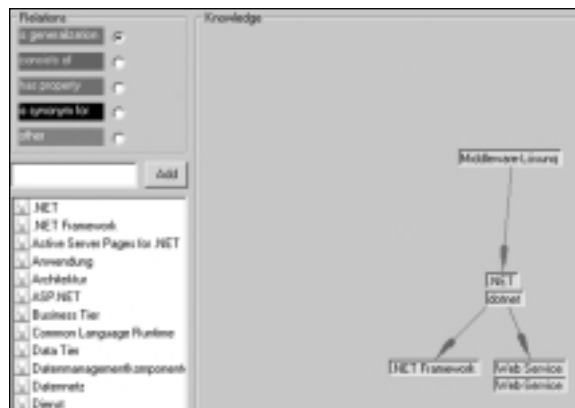 Relations
is generalization
consists of
has property
is synonym for
other
Add
.NET
.NET Framework
Active Server Pages for .NET
Anwendung
Architektur
ASP.NET
Business Tier
Common Language Runtime
Data Tier
Datenmanagementkomponent
Datennetz
Dienst
Knowledge
Middleware-Lösung
.NET
dotnet
.NET Framework
Web Service
Web-Service